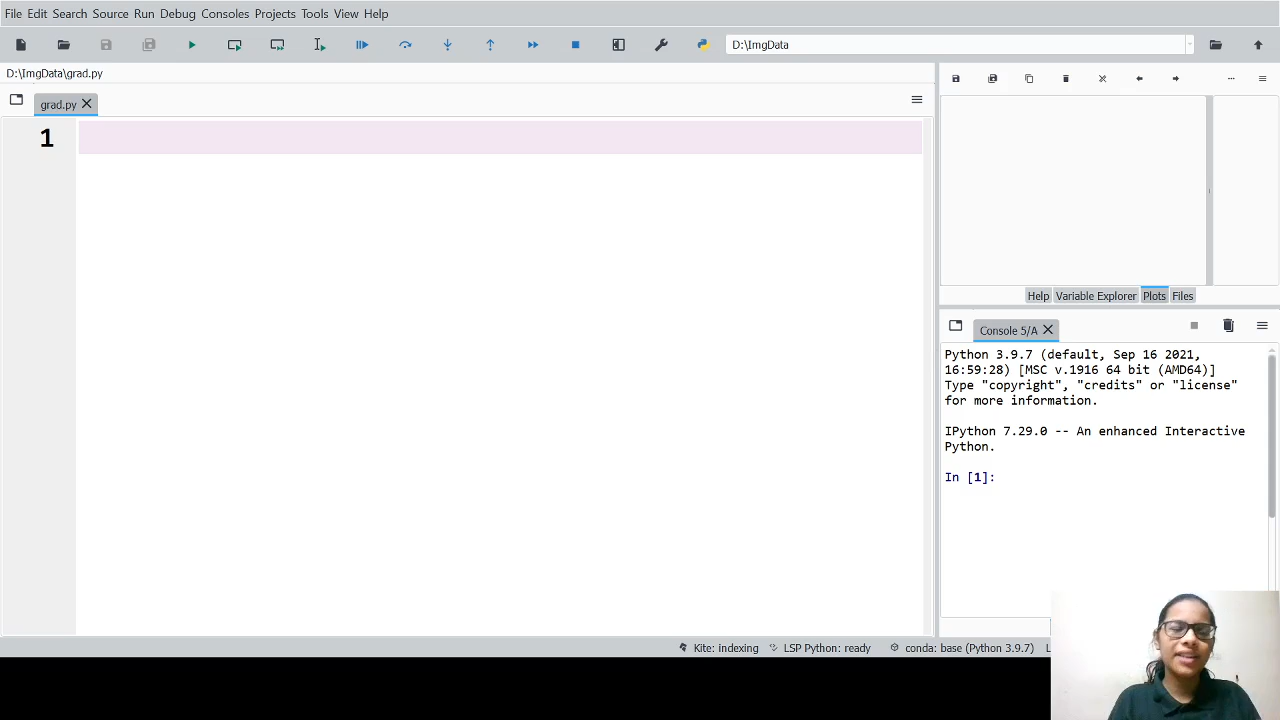 File Edit Search Source Run Debug Consoles Projects Tools View Help
D:\ImgData
D:\ImgData\grad.py
grad.py
1
Help Variable Explorer Plots Files
Console 5/A
Python 3.9.7 (default, Sep 16 2021,
16:59:28) [MSC v.1916 64 bit (AMD64)]
Type "copyright", "credits" or "license"
for more information.
IPython 7.29.0 -- An enhanced Interactive
Python.
In [1]:
Kite: indexing LSP Python: ready conda: base (Python 3.9.7) L